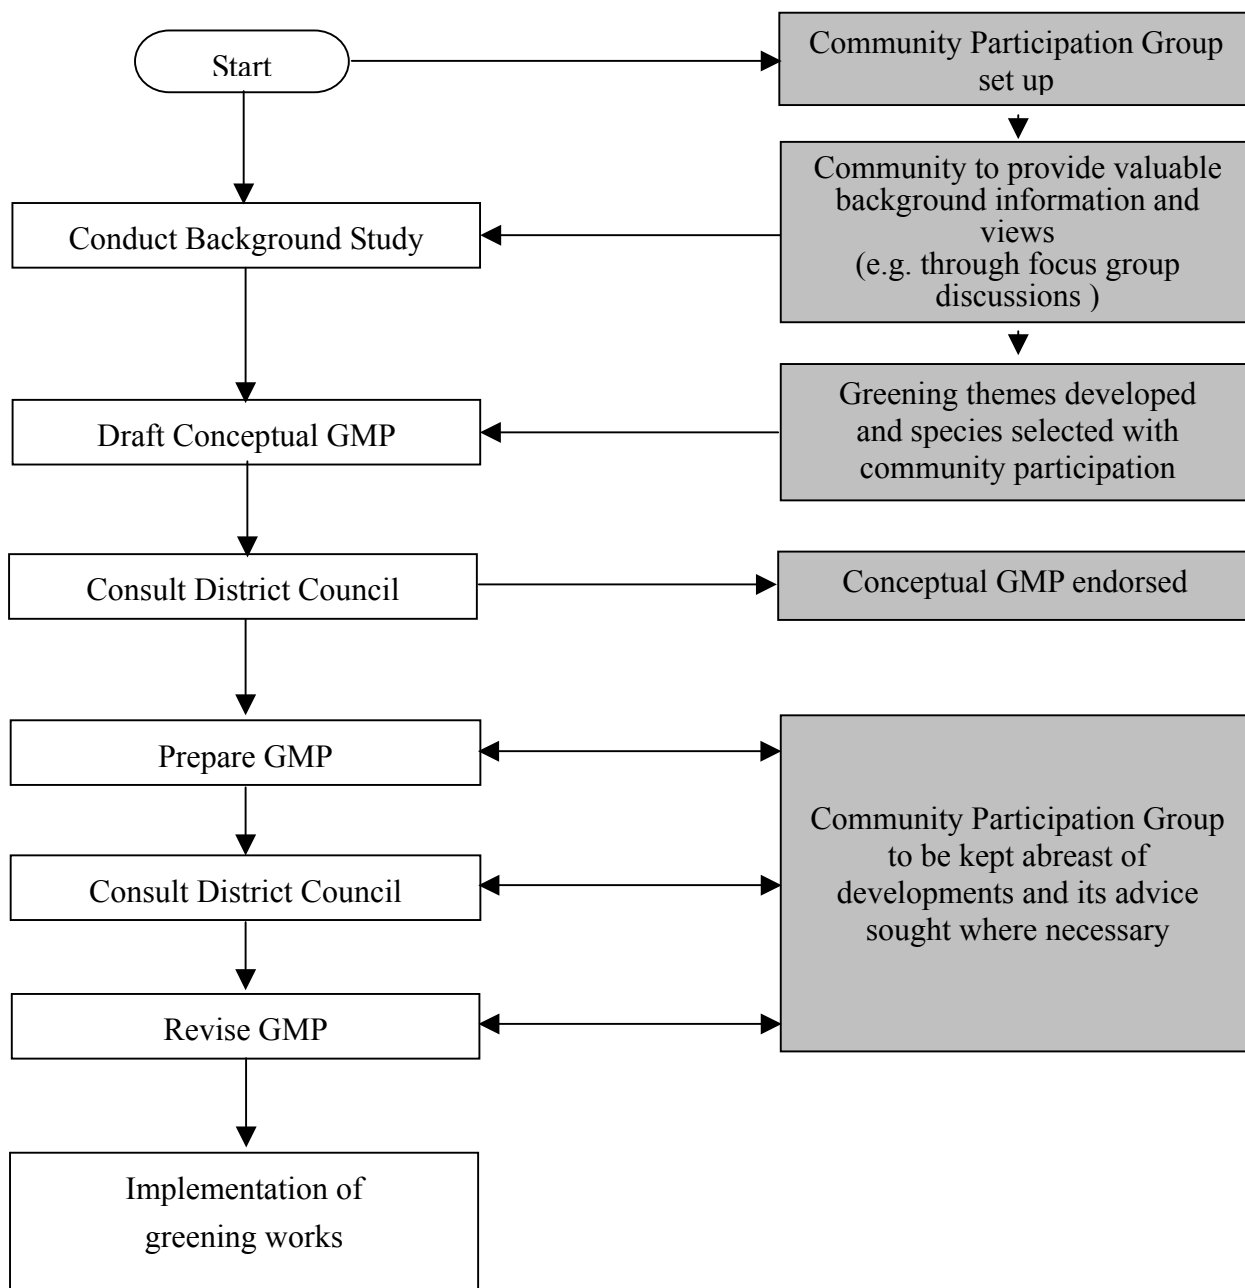 Start
Community Participation Group
set up
Community to provide valuable
background information and
views
(e.g. through focus group
discussions )
Conduct Background Study
Greening themes developed
and species selected with
community participation
Draft Conceptual GMP
Consult District Council
Conceptual GMP endorsed
Prepare GMP
Community Participation Group
to be kept abreast of
developments and its advice
sought where necessary
Consult District Council
Revise GMP
Implementation of
greening works